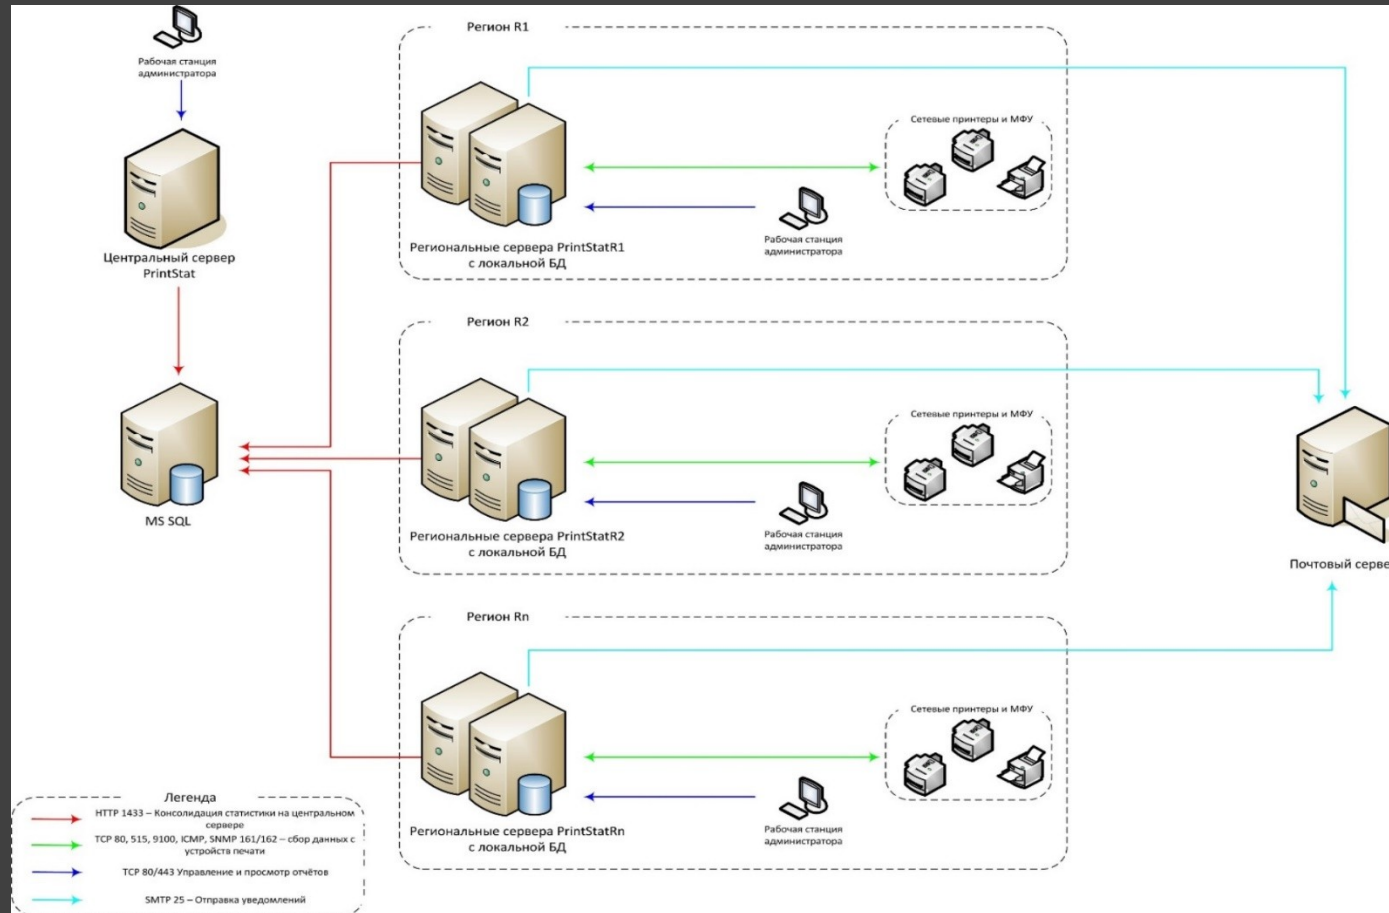 Рабочая станция
администратора
Центральный сервер
PrintStat
MS SQL
Регион R1
Региональные сервера PrintStatR1
с локальной БД
Сетевые принтеры и МФУ
Рабочая станция
администратора
Регион R2
Региональные сервера PrintStatR2
с локальной БД
Сетевые принтеры и МФУ
Рабочая станция
администратора
Регион Rn
Региональные сервера PrintStatRn
с локальной БД
Сетевые принтеры и МФУ
Рабочая станция
администратора
Почтовый серве
Легенда
HTTP 1433 – Консолидация статистики на центральном
сервере
TCP 80, 515, 9100, ICMP, SNMP 161/162 – сбор данных с
устройств печати
TCP 80/443 Управление и просмотр отчётов
SMTP 25 – Отправка уведомлений